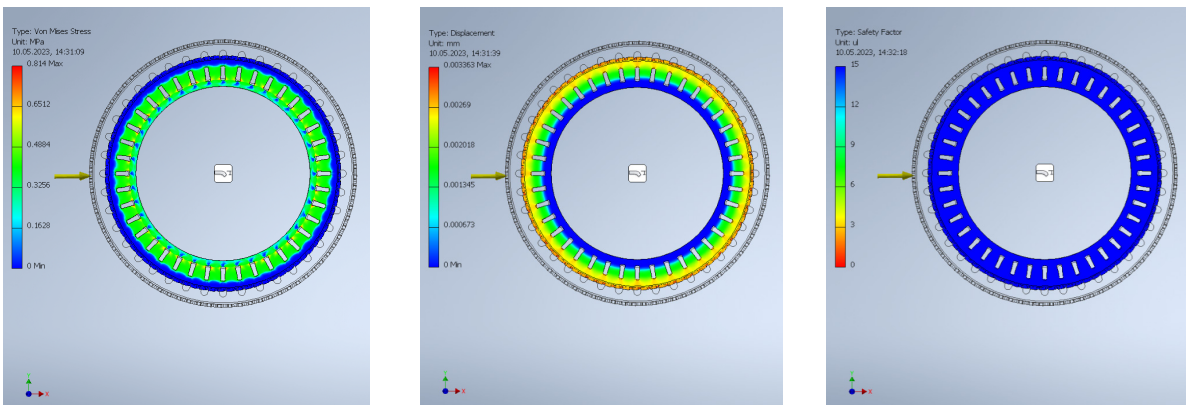 Type: Von Mises Stress
Unit: MPa
10.05.2023, 14:31:09
0.814 Max
0.6512
0.4884
0.3256
0.1628
0 Min
Y
X
Type: Displacement
Unit: mm
10.05.2023, 14:31:39
0.003363 Max
0.00269
0.002018
0.001345
0.000673
0 Min
Y
X
Type: Safety Factor
Unit: ul
10.05.2023, 14:32:18
15
12
9
6
3
0
Y
X